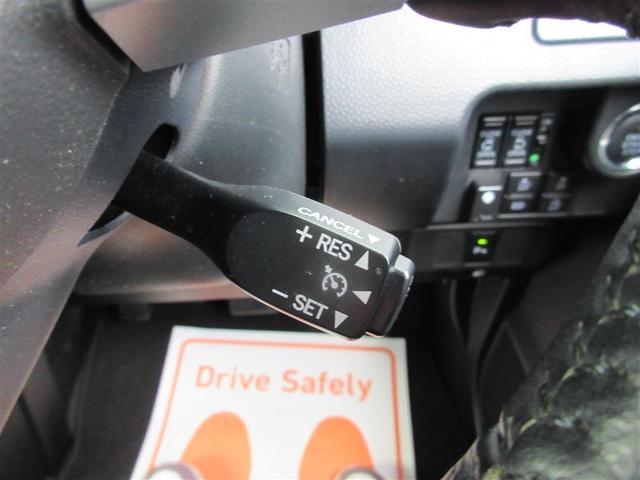 CANCEL ▼
+ RES ▲
− SET ▼
Drive Safely